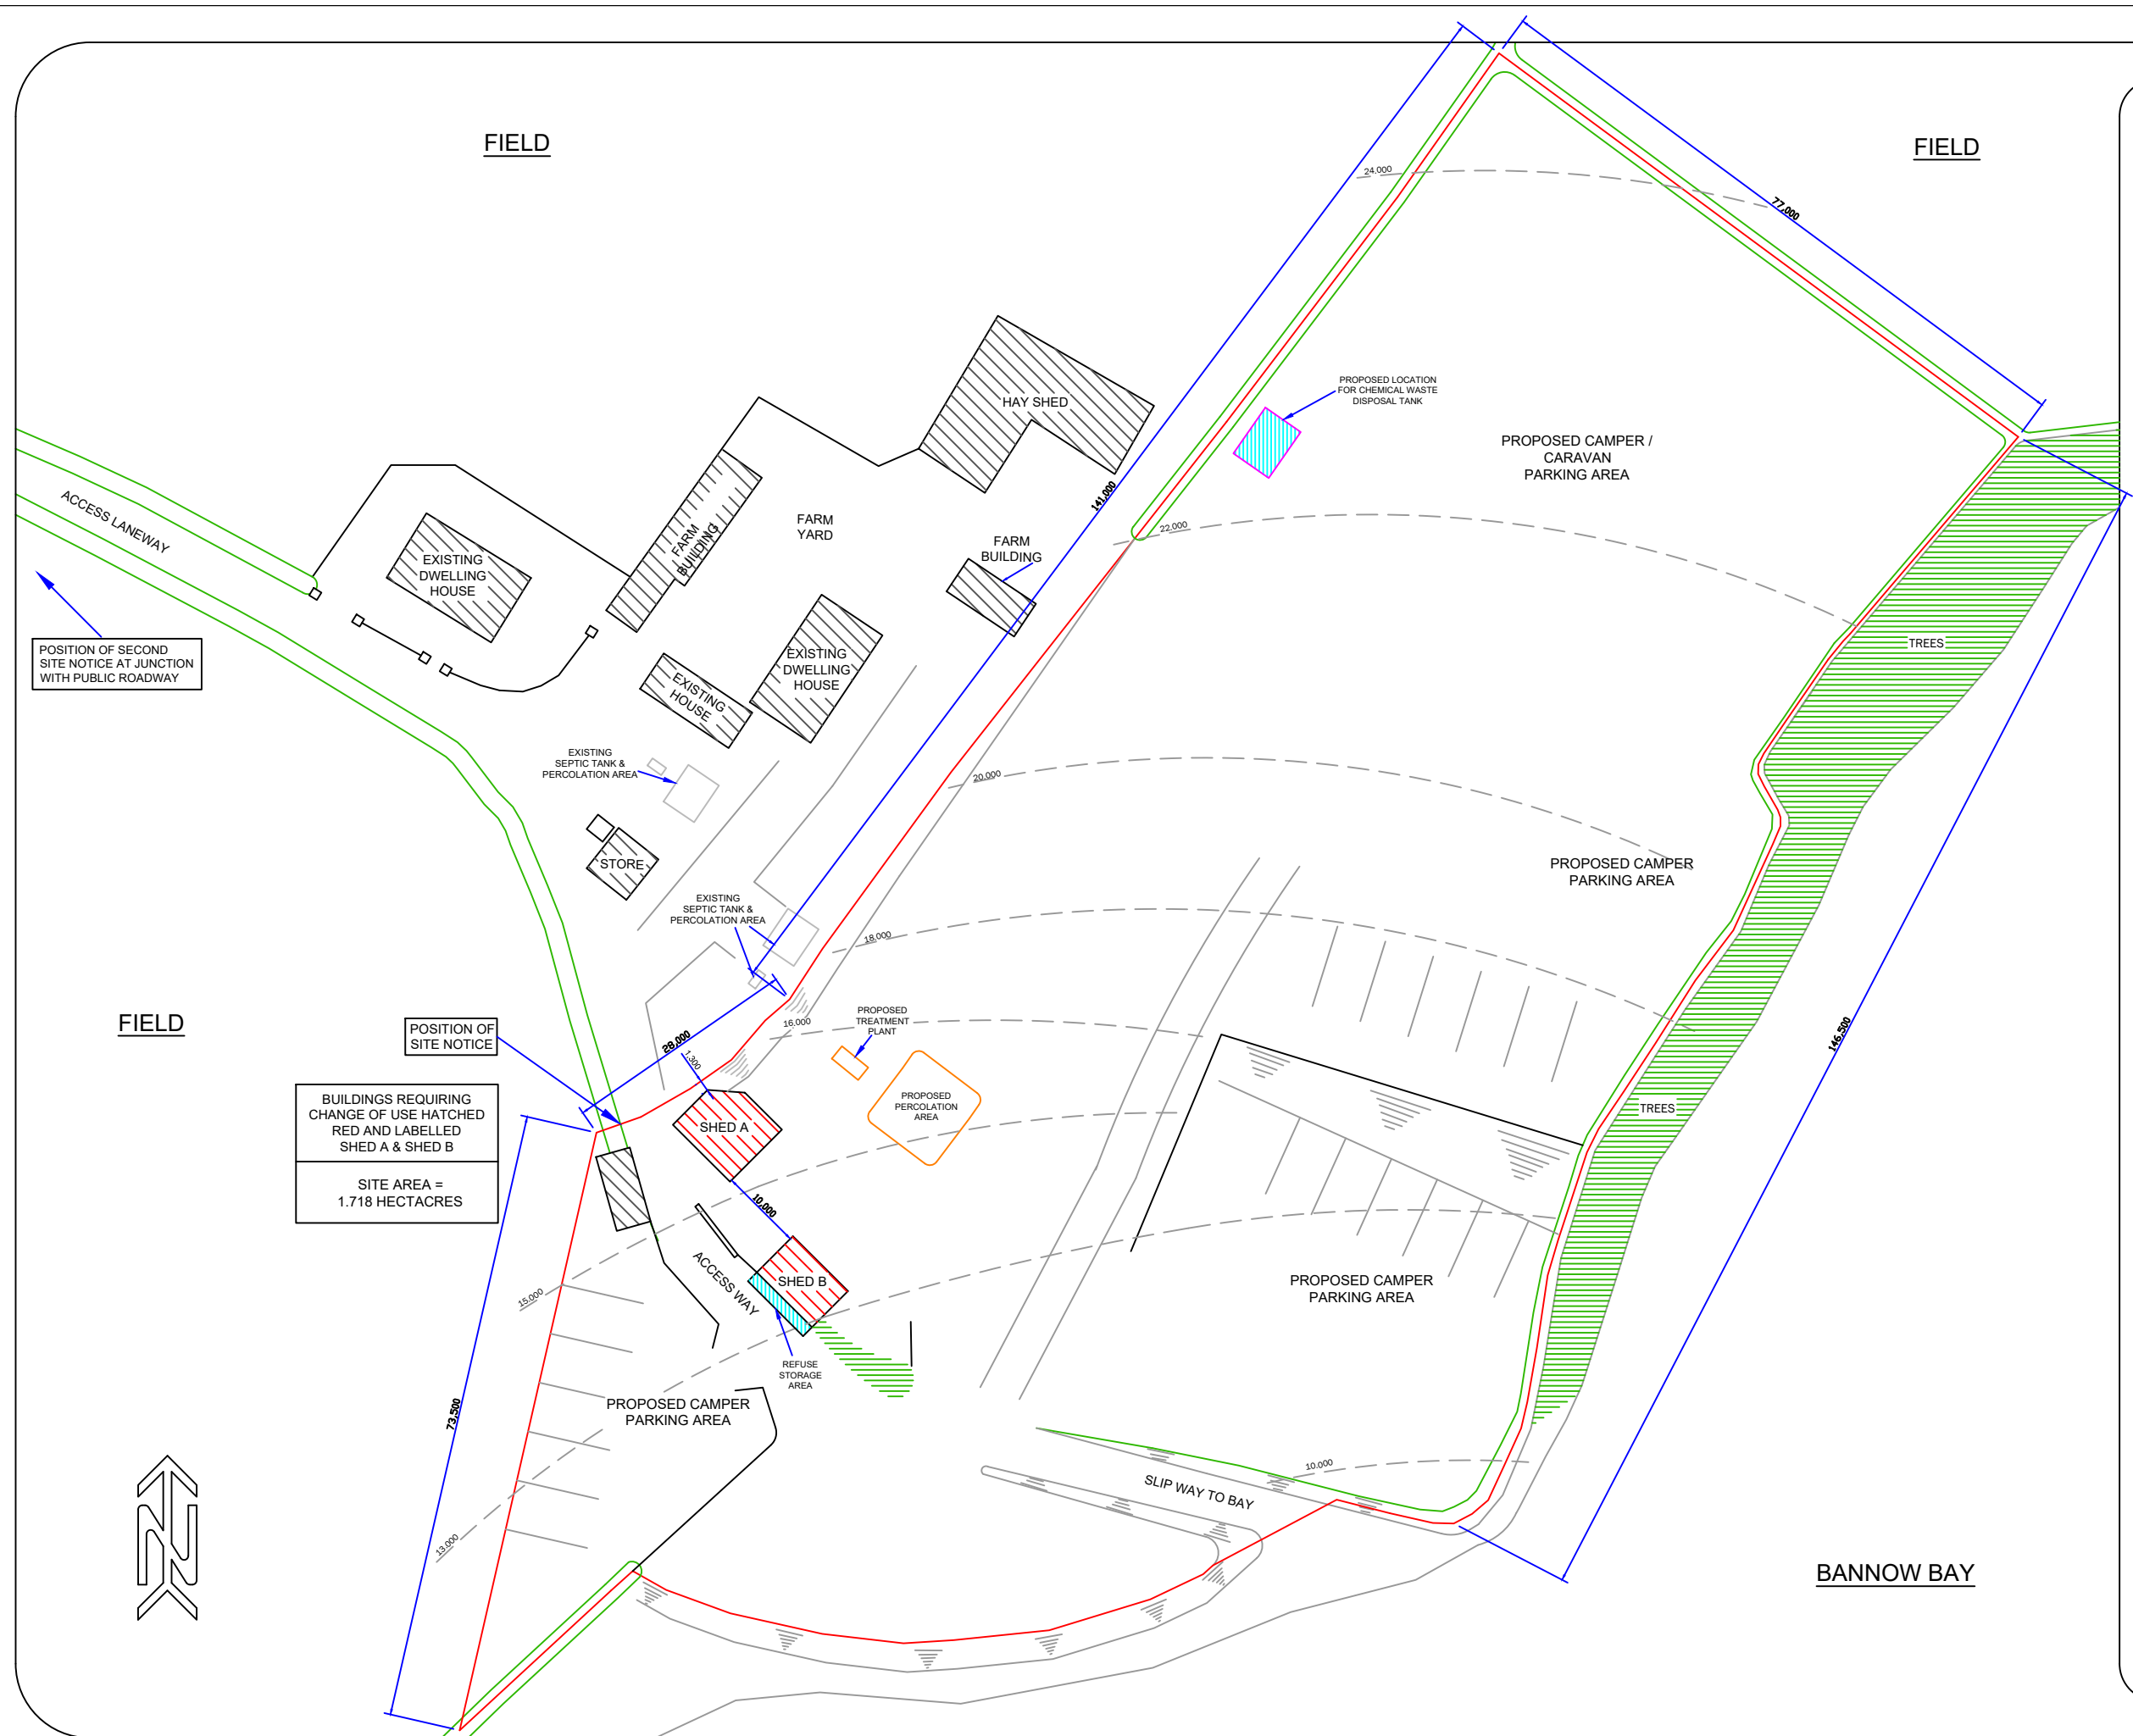 FIELD
FIELD
24.000
77,000
PROPOSED LOCATION
FOR CHEMICAL WASTE
DISPOSAL TANK
HAY SHED
PROPOSED CAMPER /
CARAVAN
PARKING AREA
141,000
ACCESS LANEWAY
FARM
BUILDING
FARM
YARD
22.000
FARM
BUILDING
EXISTING
DWELLING
HOUSE
POSITION OF SECOND
SITE NOTICE AT JUNCTION
WITH PUBLIC ROADWAY
EXISTING
DWELLING
HOUSE
EXISTING
HOUSE
TREES
EXISTING
SEPTIC TANK &
PERCOLATION AREA
20.000
STORE
PROPOSED CAMPER
PARKING AREA
EXISTING
SEPTIC TANK &
PERCOLATION AREA
18.000
FIELD
POSITION OF
SITE NOTICE
28,000
1,300
16.000
PROPOSED
TREATMENT
PLANT
146,500
BUILDINGS REQUIRING
CHANGE OF USE HATCHED
RED AND LABELLED
SHED A & SHED B
SITE AREA =
1.718 HECTACRES
SHED A
PROPOSED
PERCOLATION
AREA
TREES
10,000
ACCESS WAY
SHED B
15.000
PROPOSED CAMPER
PARKING AREA
REFUSE
STORAGE
AREA
73,500
PROPOSED CAMPER
PARKING AREA
10.000
SLIP WAY TO BAY
13.000
BANNOW BAY
N